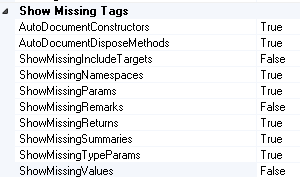 Show Missing Tags
AutoDocumentConstructors True
AutoDocumentDisposeMethods True
ShowMissingIncludeTargets False
ShowMissingNamespaces True
ShowMissingParams True
ShowMissingRemarks False
ShowMissingReturns True
ShowMissingSummaries True
ShowMissingTypeParams True
ShowMissingValues False